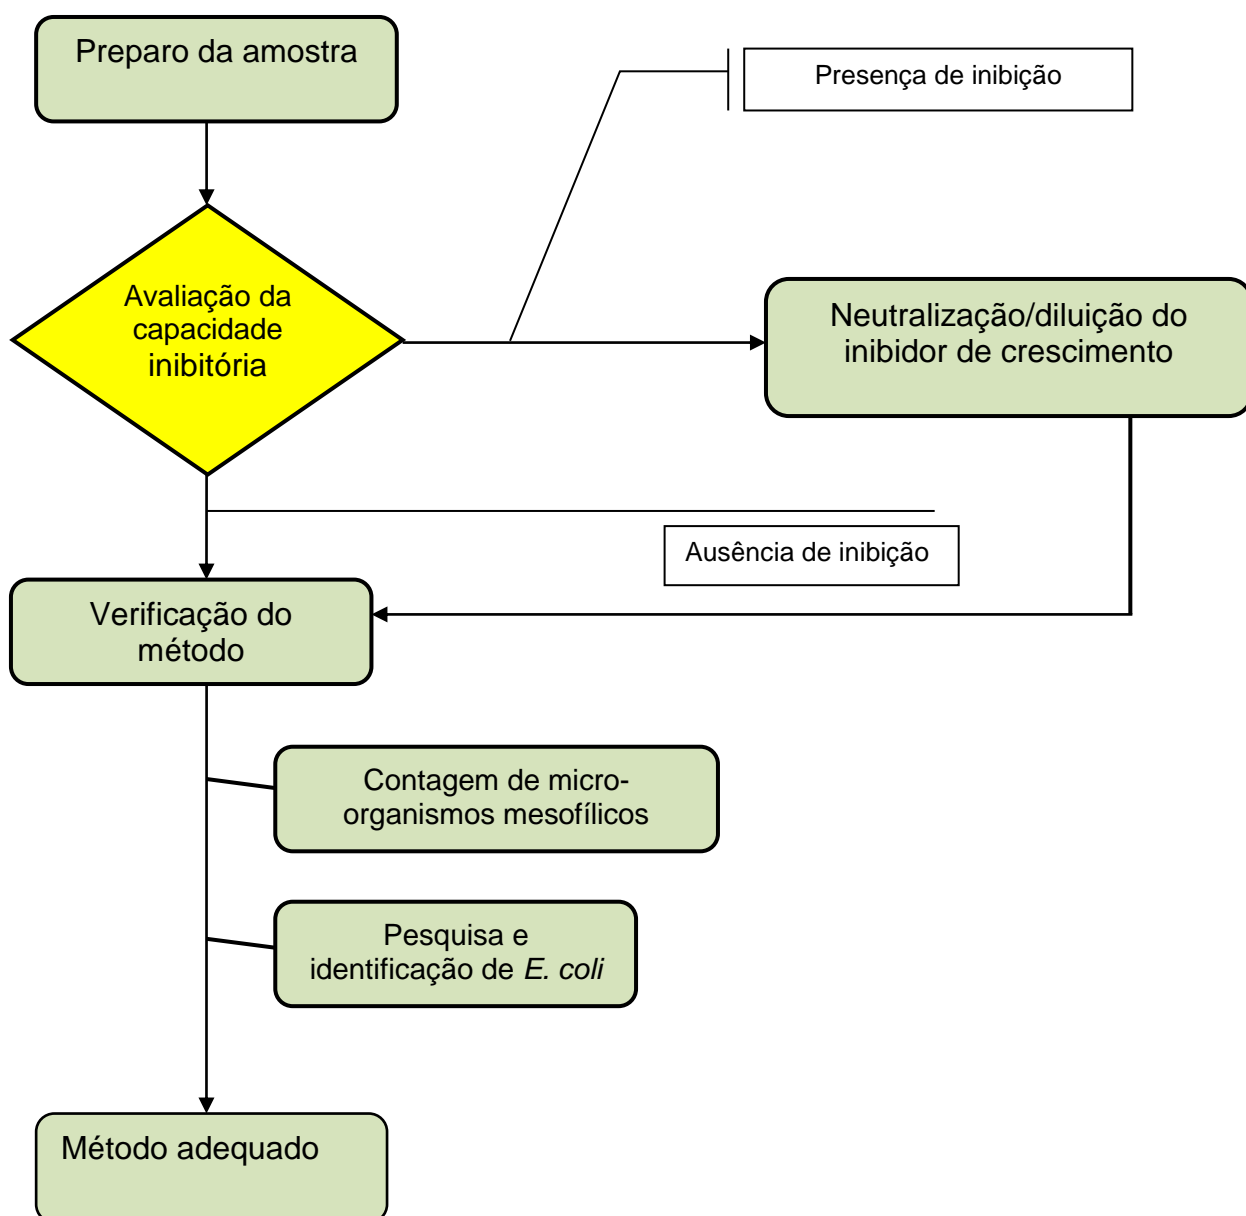 Preparo da amostra
Presença de inibição
Avaliação da
capacidade
inibitória
Neutralização/diluição do
inibidor de crescimento
Ausência de inibição
Verificação do
método
Contagem de micro-
organismos mesofílicos
Pesquisa e
identificação de E. coli
Método adequado